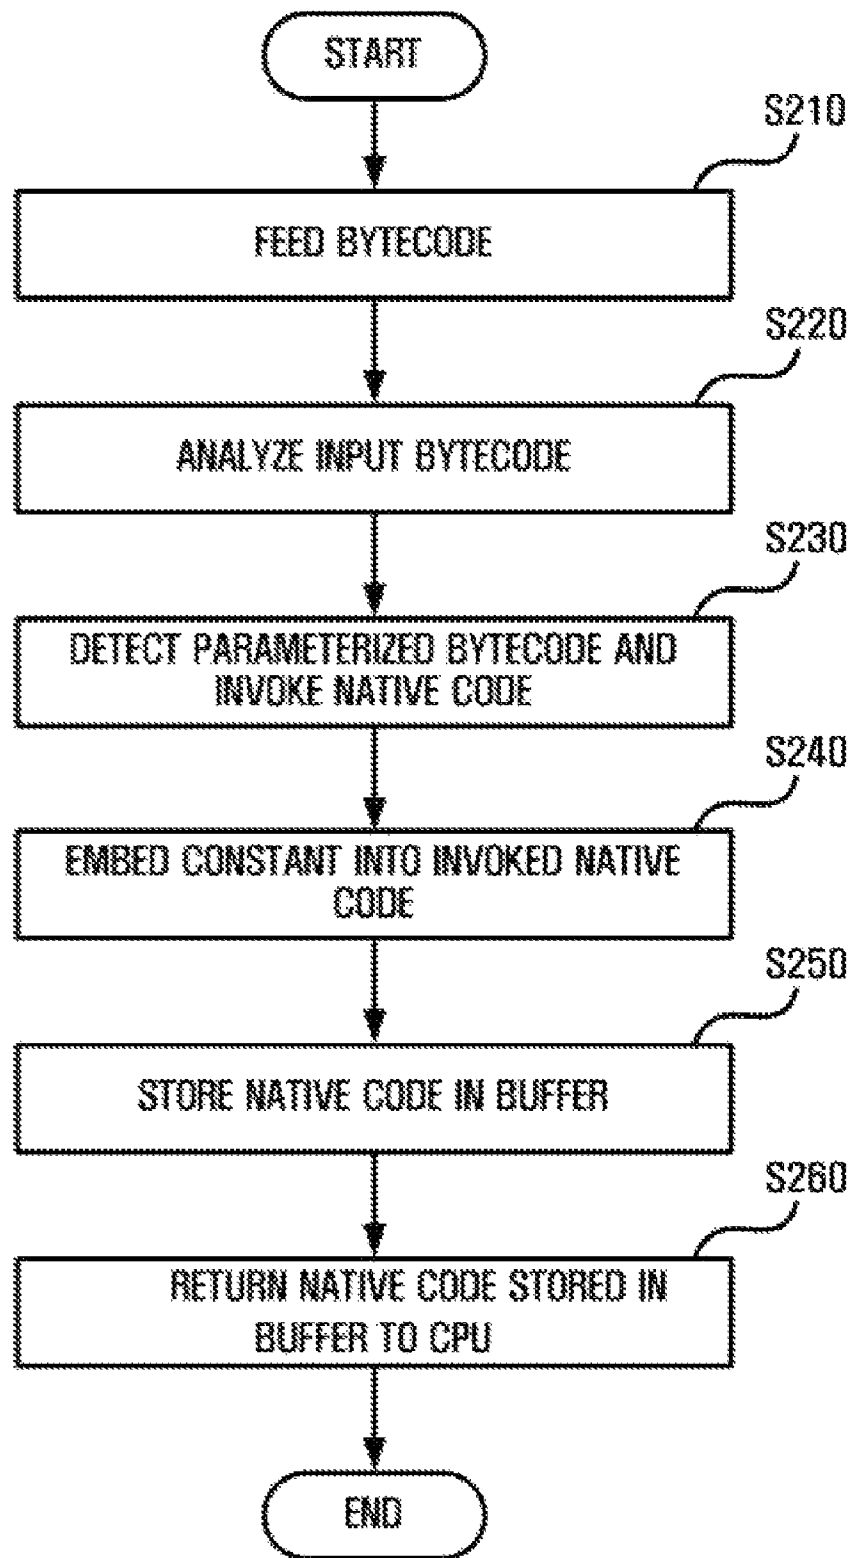 START
S210
FEED BYTECODE
S220
ANALYZE INPUT BYTECODE
S230
DETECT PARAMETERIZED BYTECODE AND
INVOKE NATIVE CODE
S240
EMBED CONSTANT INTO INVOKED NATIVE
CODE
S250
STORE NATIVE CODE IN BUFFER
S260
RETURN NATIVE CODE STORED IN
BUFFER TO CPU
END